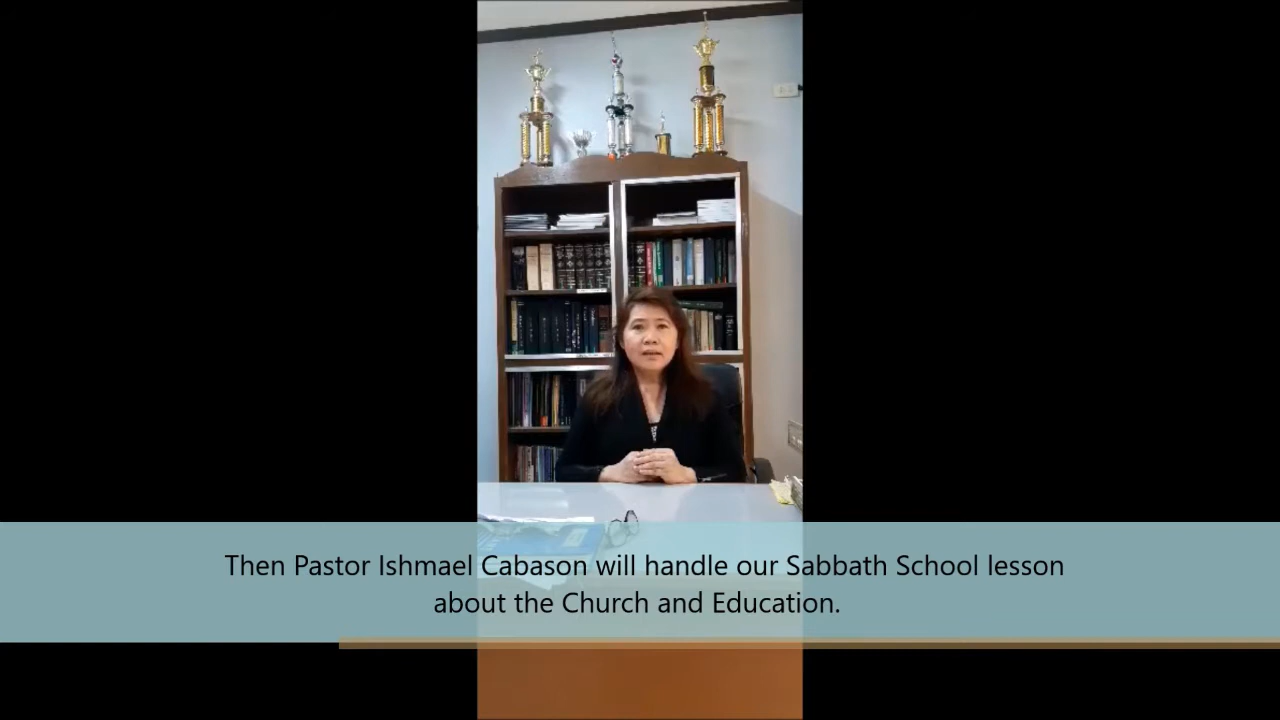 Then Pastor Ishmael Cabason will handle our Sabbath School lesson
about the Church and Education.